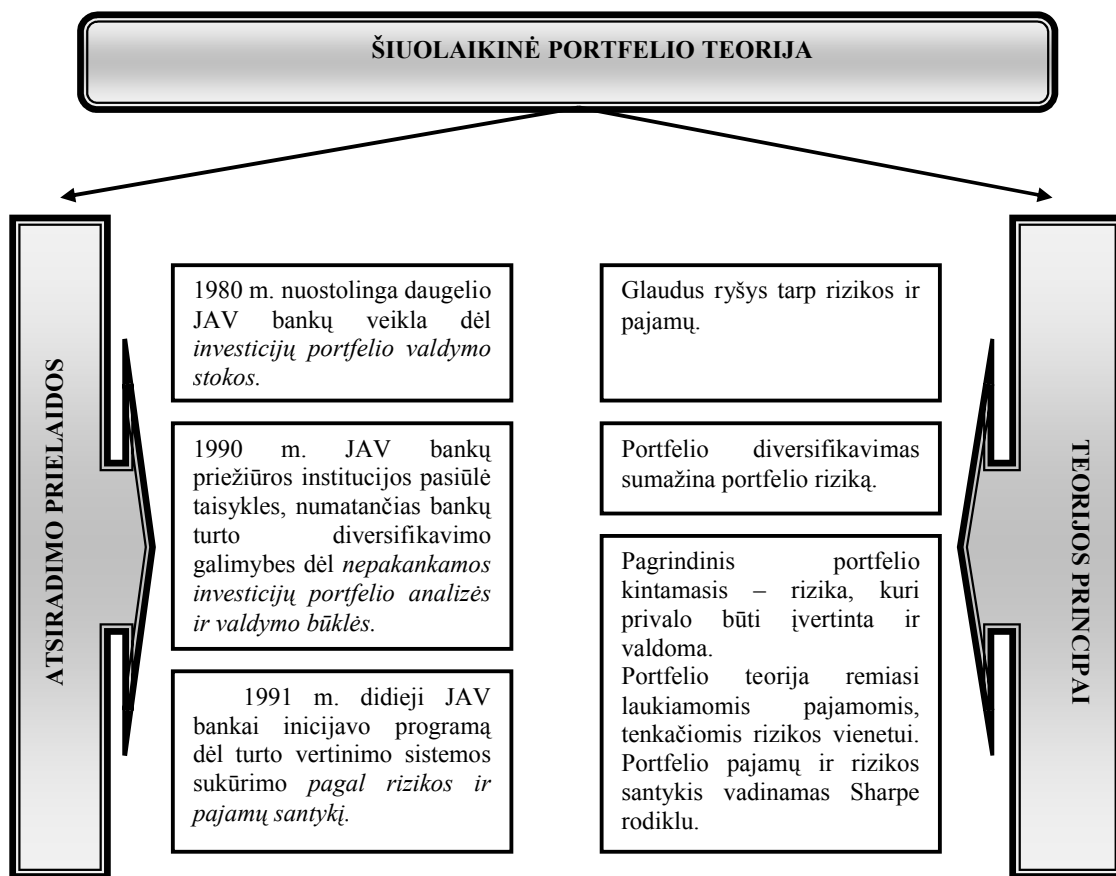 ŠIUOLAIKINĖ PORTFELIO TEORIJA
ATSIRADIMO PRIELAIDOS
1980 m. nuostolinga daugelio
JAV bankų veikla dėl
investicijų portfelio valdymo
stokos.
1990 m. JAV bankų
priežiūros institucijos pasiūlė
taisykles, numatančias bankų
turto diversifikavimo
galimybes dėl nepakankamos
investicijų portfelio analizės
ir valdymo būklės.
1991 m. didieji JAV
bankai inicijavo programą
dėl turto vertinimo sistemos
sukūrimo pagal rizikos ir
pajamų santykį.
Glaudus ryšys tarp rizikos ir
pajamų.
Portfelio diversifikavimas
sumažina portfelio riziką.
Pagrindinis portfelio
kintamasis – rizika, kuri
privalo būti įvertinta ir
valdoma.
Portfelio teorija remiasi
laukiamomis pajamomis,
tenkačiomis rizikos vienetui.
Portfelio pajamų ir rizikos
santykis vadinamas Sharpe
rodiklu.
TEORIJOS PRINCIPAI